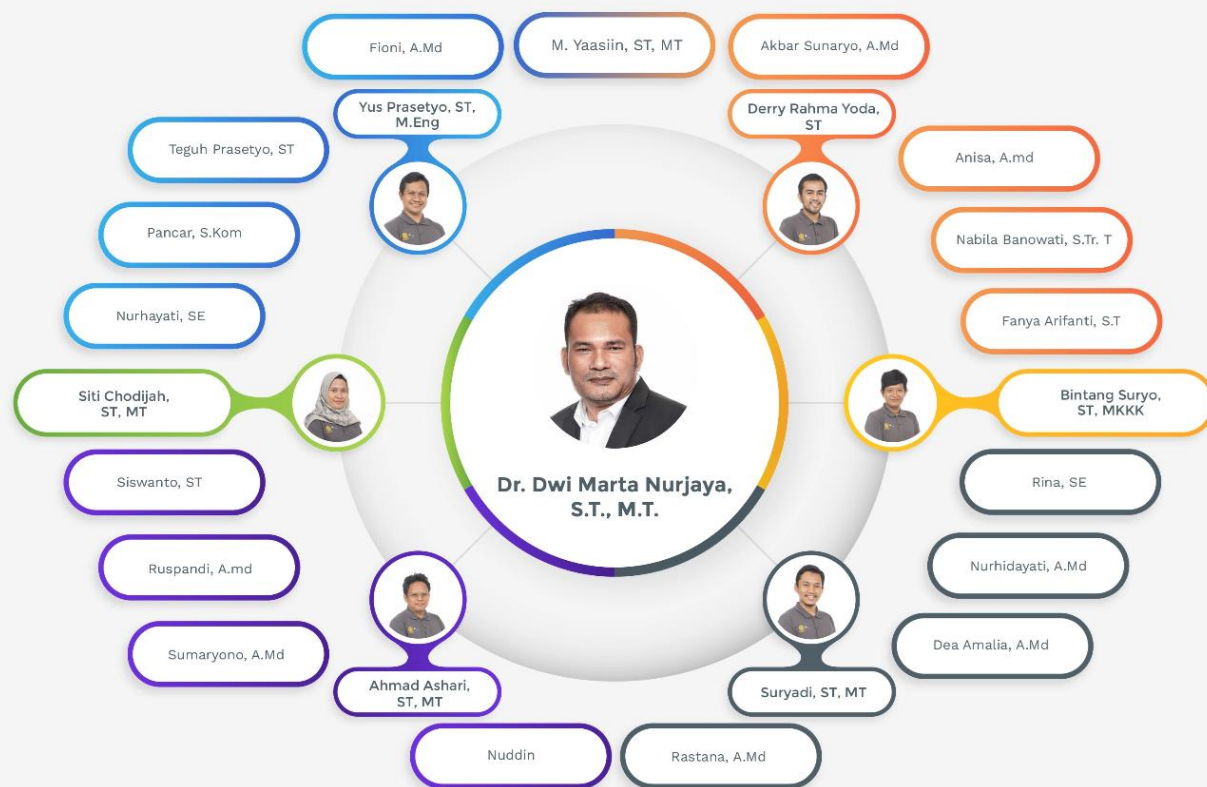 Fioni, A.Md
M. Yaasiin, ST, MT
Akbar Sunaryo, A.Md
Yus Prasetyo, ST,
M.Eng
Derry Rahma Yoda,
ST
Teguh Prasetyo, ST
Anisa, A.md
Pancar, S.Kom
Nabila Banowati, S.Tr. T
Nurhayati, SE
Fanya Arifanti, S.T
Siti Chodijah,
ST, MT
Bintang Suryo,
ST, MKKK
Dr. Dwi Marta Nurjaya,
S.T., M.T.
Siswanto, ST
Rina, SE
Ruspandi, A.md
Nurhidayati, A.Md
Sumaryono, A.Md
Dea Amalia, A.Md
Ahmad Ashari,
ST, MT
Suryadi, ST, MT
Nuddin
Rastana, A.Md